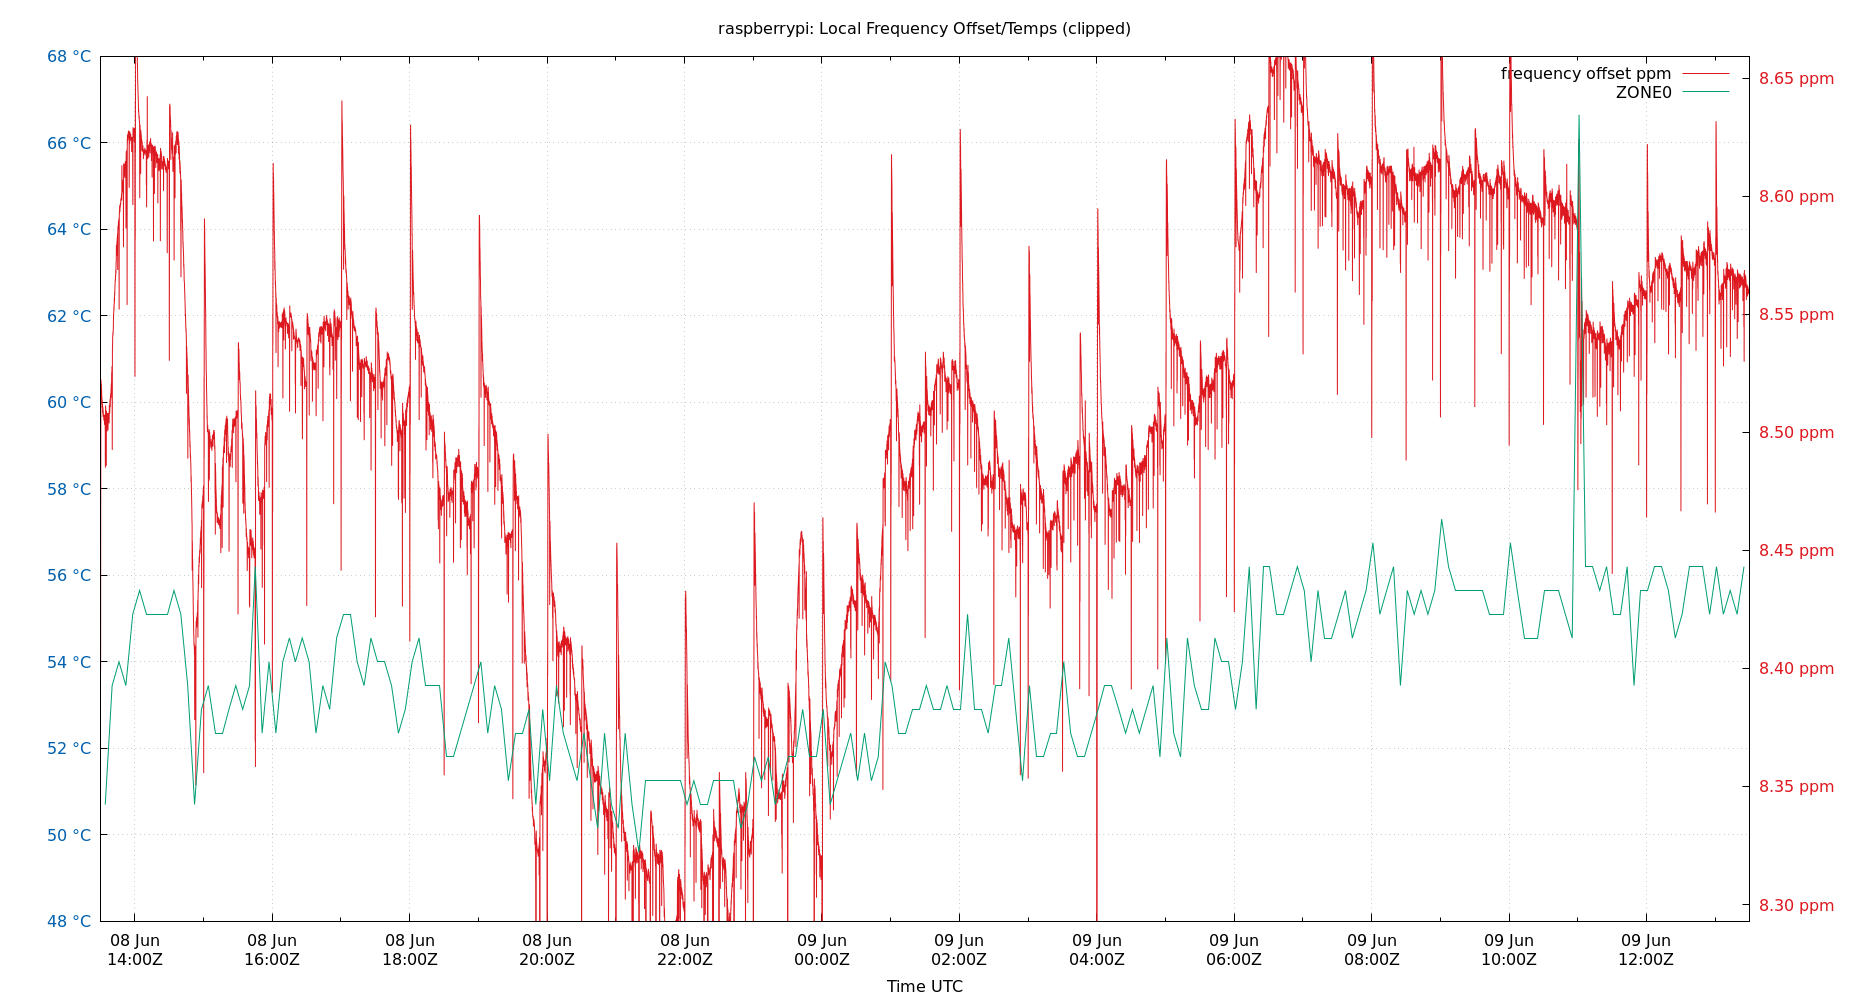 raspberrypi: Local Frequency Offset/Temps (clipped)
frequency offset ppm
ZONE0
68 °C
66 °C
64 °C
62 °C
60 °C
58 °C
56 °C
54 °C
52 °C
50 °C
48 °C
8.65 ppm
8.60 ppm
8.55 ppm
8.50 ppm
8.45 ppm
8.40 ppm
8.35 ppm
8.30 ppm
08 Jun
14:00Z
08 Jun
16:00Z
08 Jun
18:00Z
08 Jun
20:00Z
08 Jun
22:00Z
09 Jun
00:00Z
09 Jun
02:00Z
09 Jun
04:00Z
09 Jun
06:00Z
09 Jun
08:00Z
09 Jun
10:00Z
09 Jun
12:00Z
Time UTC